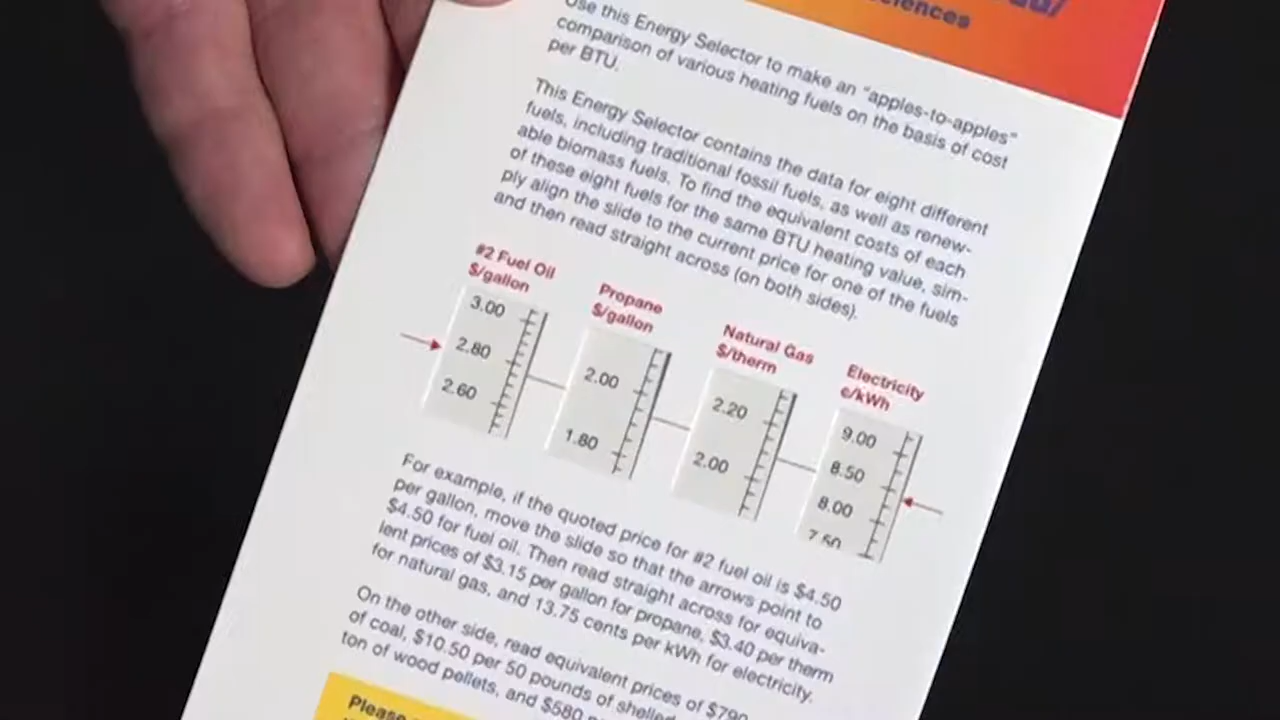 sciences
Use this Energy Selector to make an "apples-to-apples"
comparison of various heating fuels on the basis of cost
per BTU.
This Energy Selector contains the data for eight different
fuels, including traditional fossil fuels, as well as renew-
able biomass fuels. To find the equivalent costs of each
of these eight fuels for the same BTU heating value, sim-
ply align the slide to the current price for one of the fuels
and then read straight across (on both sides).
#2 Fuel Oil
$/gallon
3.00
2.80
2.60
Propane
$/gallon
2.00
1.80
Natural Gas
$/therm
2.20
2.00
Electricity
¢/kWh
9.00
8.50
8.00
7.50
For example, if the quoted price for #2 fuel oil is $4.50
per gallon, move the slide so that the arrows point to
$4.50 for fuel oil. Then read straight across for equiva-
lent prices of $3.15 per gallon for propane, $3.40 per therm
for natural gas, and 13.75 cents per kWh for electricity.
On the other side, read equivalent prices of $790
of coal, $10.50 per 50 pounds of shelled
ton of wood pellets, and $580
Please